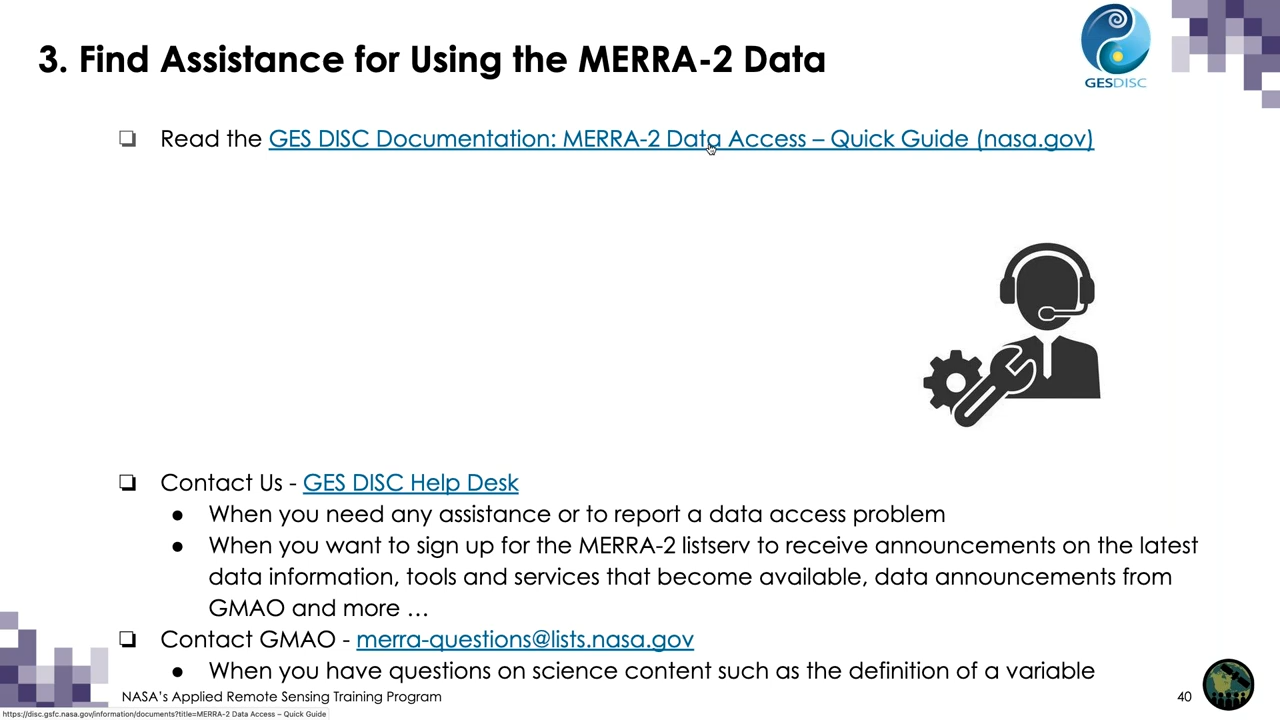 3. Find Assistance for Using the MERRA-2 Data
GES DISC
❏ Read the GES DISC Documentation: MERRA-2 Data Access – Quick Guide (nasa.gov)
❏ Contact Us - GES DISC Help Desk
● When you need any assistance or to report a data access problem
● When you want to sign up for the MERRA-2 listserv to receive announcements on the latest
data information, tools and services that become available, data announcements from
GMAO and more …
❏ Contact GMAO - merra-questions@lists.nasa.gov
● When you have questions on science content such as the definition of a variable
NASA's Applied Remote Sensing Training Program
40
https://disc.gsfc.nasa.gov/information/documents?title=MERRA-2 Data Access – Quick Guide